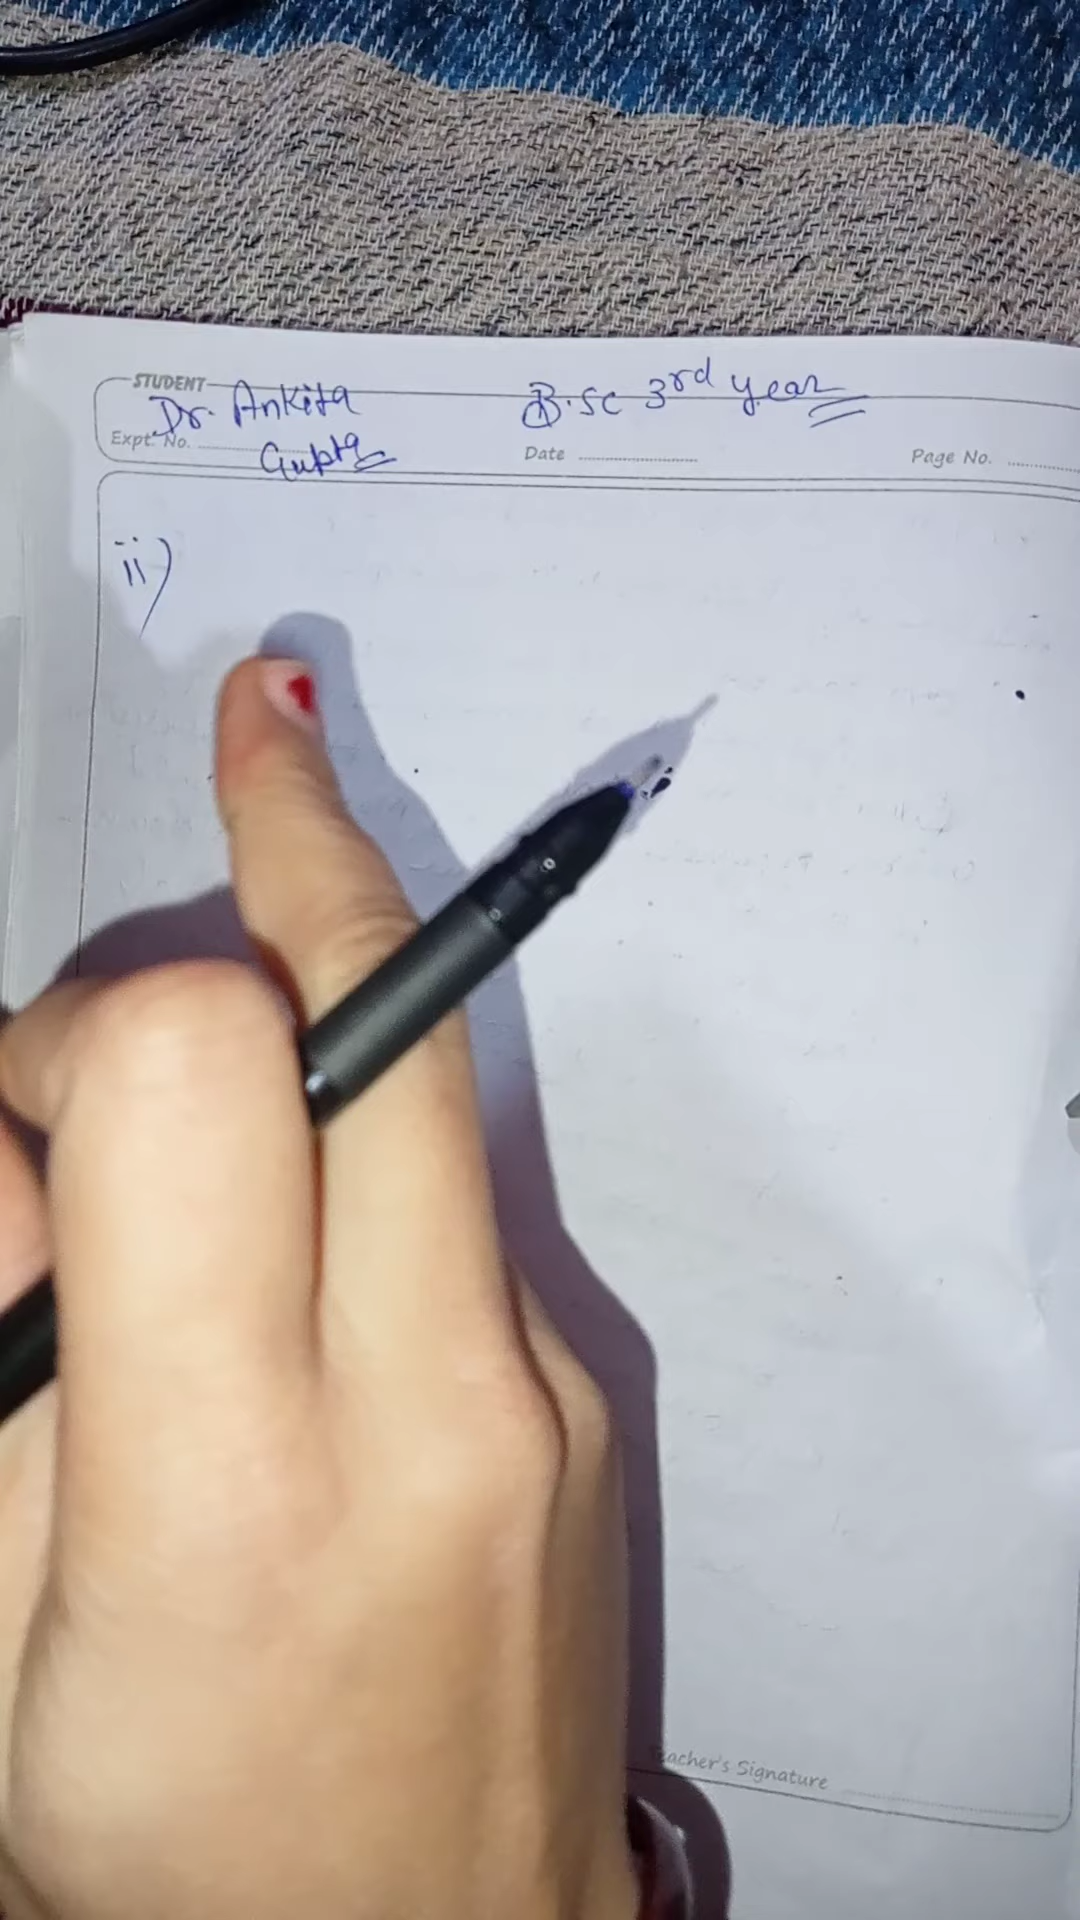 STUDENT
Dr. Ankita B.Sc 3rd year
Gupta
Expt. No. Date Page No.
ii)
Teacher's Signature